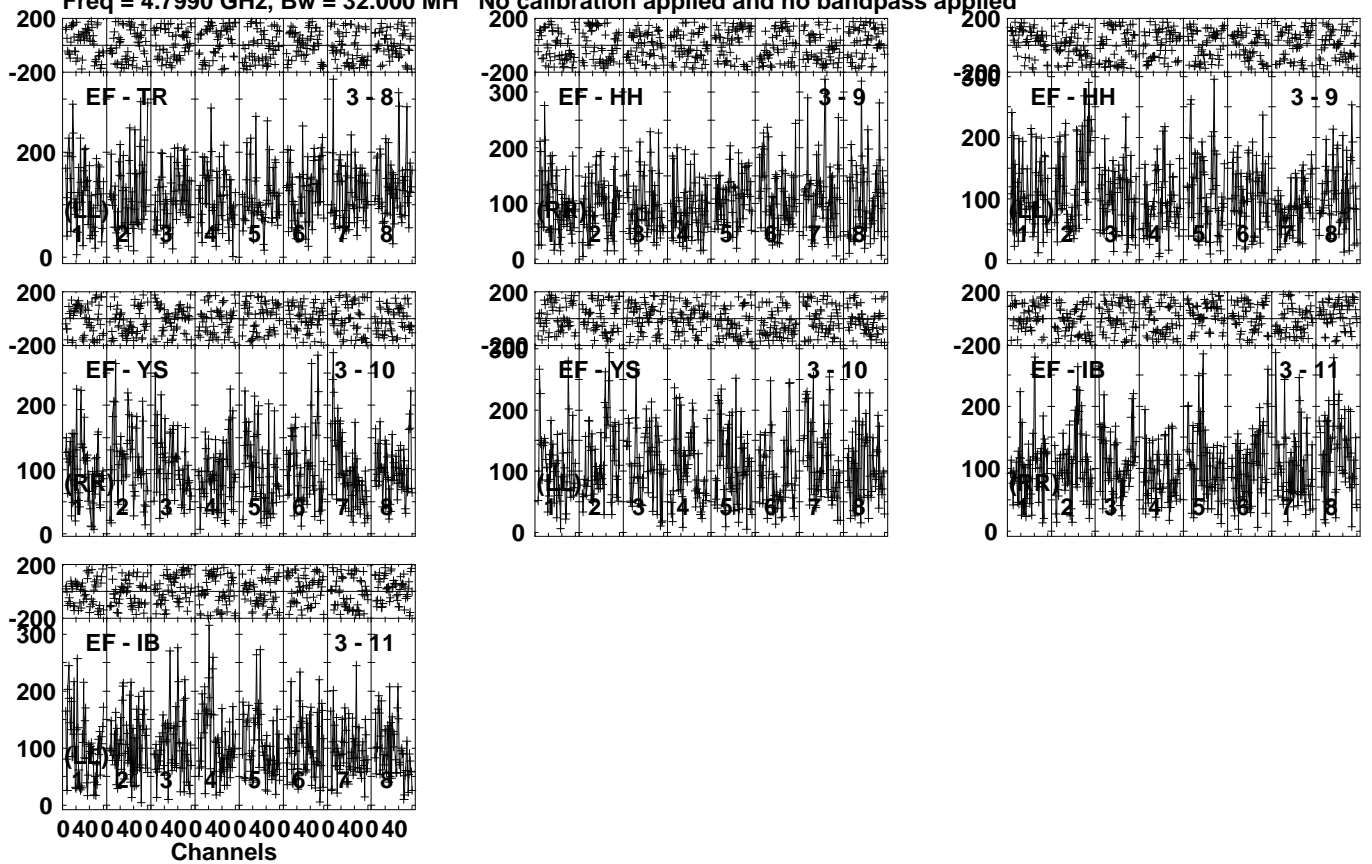 Freq = 4.7990 GHz, Bw = 32.000 MH No calibration applied and no bandpass applied
200 200 200
-200 -200 -200
EF - TR 3 - 8
200
(LL)
1 2 3 4 5 6 7 8
0
300 EF - HH 3 - 9
200
100
(RR)
1 2 3 4 5 6 7 8
0
300
EF - HH 3 - 9
200
100
(LL)
1 2 3 4 5 6 7 8
0
200 200 200
-200 -200 -200
EF - YS 3 - 10
200
100
(RR)
1 2 3 4 5 6 7 8
0
300
EF - YS 3 - 10
200
100
(LL)
1 2 3 4 5 6 7 8
0
EF - IB 3 - 11
200
100
(RR)
1 2 3 4 5 6 7 8
0
200
-200
300 EF - IB 3 - 11
200
100
(LL)
1 2 3 4 5 6 7 8
0
0 40 0 40 0 40 0 40 0 40 0 40 0 40 0 40
Channels